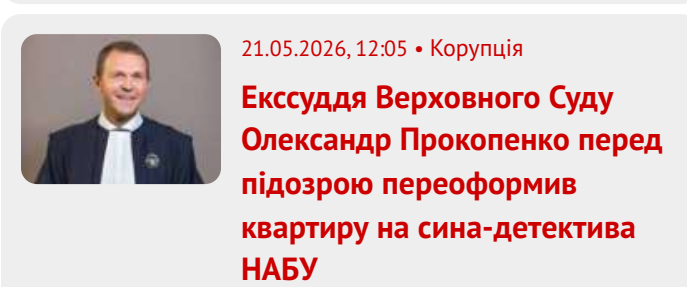 21.05.2026, 12:05 • Корупція
Екссуддя Верховного Суду
Олександр Прокопенко перед
підозрою переоформив
квартиру на сина-детектива
НАБУ